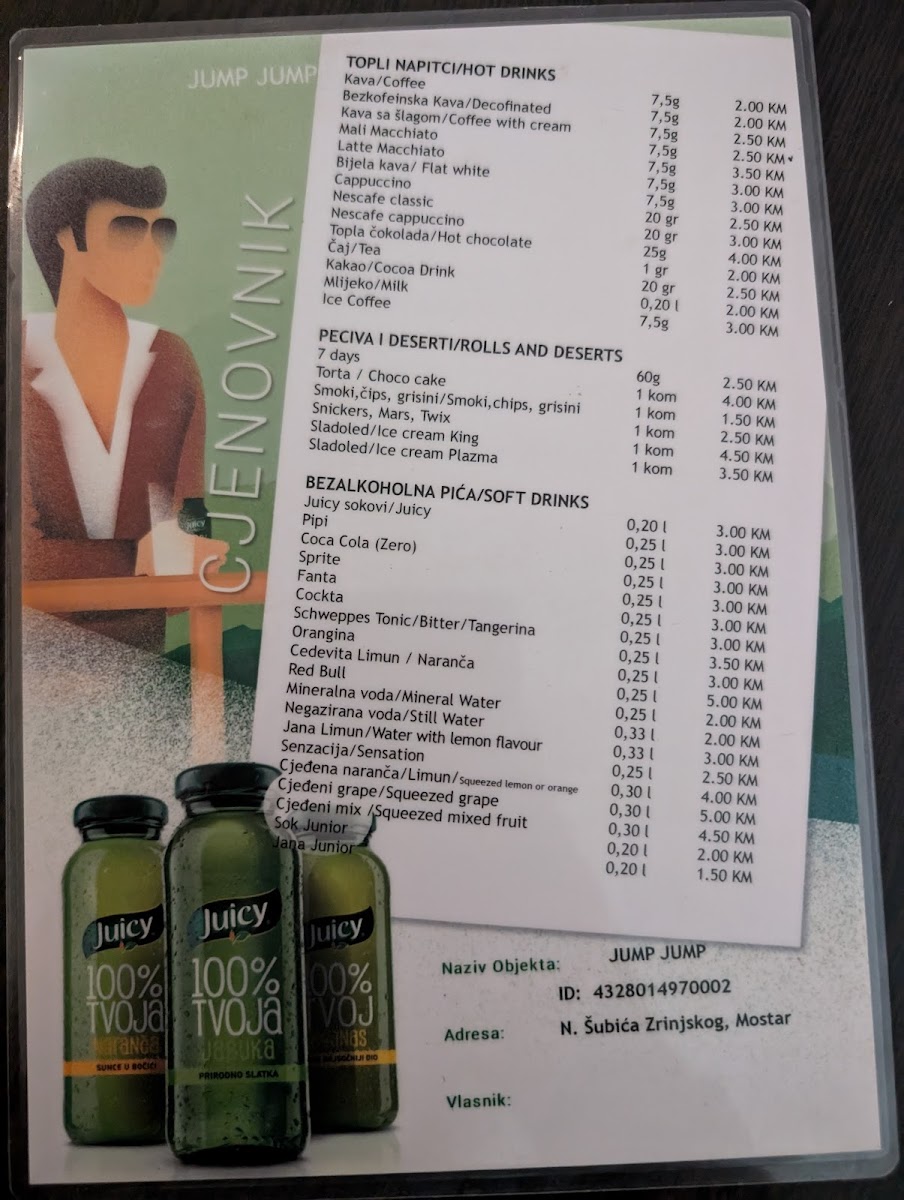 JUMP JUMP
CJENOVNIK
TOPLI NAPITCI/HOT DRINKS
Kava/Coffee 7,5g 2.00 KM
Bezkofeinska Kava/Decofinated 7,5g 2.00 KM
Kava sa šlagom/Coffee with cream 7,5g 2.50 KM
Mali Macchiato 7,5g 2.50 KM
Latte Macchiato 7,5g 3.50 KM
Bijela kava/ Flat white 7,5g 3.00 KM
Cappuccino 7,5g 3.00 KM
Nescafe classic 20 gr 2.50 KM
Nescafe cappuccino 20 gr 3.00 KM
Topla čokolada/Hot chocolate 25g 4.00 KM
Čaj/Tea 1 gr 2.00 KM
Kakao/Cocoa Drink 20 gr 2.50 KM
Mlijeko/Milk 0,20 l 2.00 KM
Ice Coffee 7,5g 3.00 KM
PECIVA I DESERTI/ROLLS AND DESERTS
7 days 60g 2.50 KM
Torta / Choco cake 1 kom 4.00 KM
Smoki,čips, grisini/Smoki,chips, grisini 1 kom 1.50 KM
Snickers, Mars, Twix 1 kom 2.50 KM
Sladoled/Ice cream King 1 kom 4.50 KM
Sladoled/Ice cream Plazma 1 kom 3.50 KM
BEZALKOHOLNA PIĆA/SOFT DRINKS
Juicy sokovi/Juicy 0,20 l 3.00 KM
Pipi 0,25 l 3.00 KM
Coca Cola (Zero) 0,25 l 3.00 KM
Sprite 0,25 l 3.00 KM
Fanta 0,25 l 3.00 KM
Cockta 0,25 l 3.00 KM
Schweppes Tonic/Bitter/Tangerina 0,25 l 3.00 KM
Orangina 0,25 l 3.50 KM
Cedevita Limun / Naranča 0,25 l 3.00 KM
Red Bull 0,25 l 5.00 KM
Mineralna voda/Mineral Water 0,25 l 2.00 KM
Negazirana voda/Still Water 0,33 l 2.00 KM
Jana Limun/Water with lemon flavour 0,33 l 3.00 KM
Senzacija/Sensation 0,25 l 2.50 KM
Cjeđena naranča/Limun/Squeezed lemon or orange 0,30 l 4.00 KM
Cjeđeni grape/Squeezed grape 0,30 l 5.00 KM
Cjeđeni mix /Squeezed mixed fruit 0,30 l 4.50 KM
Sok Junior 0,20 l 2.00 KM
Jana Junior 0,20 l 1.50 KM
Juicy
100%
TVOJA
naranča
SUNCE U BOČICI
Juicy
100%
TVOJA
JABUKA
PRIRODNO SLATKA
Juicy
Naziv Objekta: JUMP JUMP
ID: 4328014970002
Adresa: N. Šubića Zrinjskog, Mostar
Vlasnik: